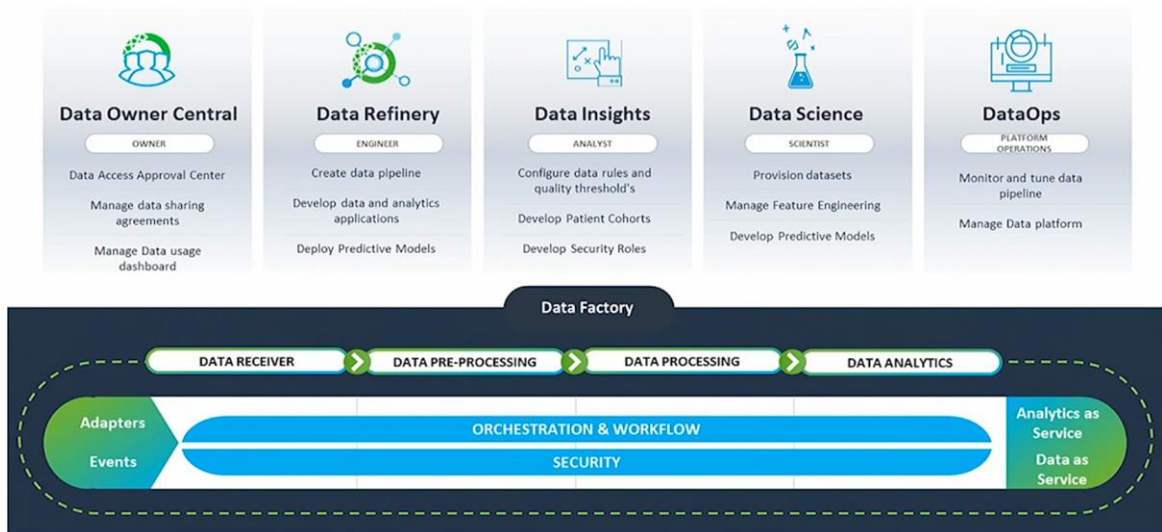 Data Owner Central
OWNER
Data Access Approval Center
Manage data sharing
agreements
Manage Data usage
dashboard
Data Refinery
ENGINEER
Create data pipeline
Develop data and analytics
applications
Deploy Predictive Models
Data Insights
ANALYST
Configure data rules and
quality threshold's
Develop Patient Cohorts
Develop Security Roles
Data Science
SCIENTIST
Provision datasets
Manage Feature Engineering
Develop Predictive Models
DataOps
PLATFORM
OPERATIONS
Monitor and tune data
pipeline
Manage Data platform
Data Factory
DATA RECEIVER
DATA PRE-PROCESSING
DATA PROCESSING
DATA ANALYTICS
Adapters
Events
ORCHESTRATION & WORKFLOW
SECURITY
Analytics as
Service
Data as
Service